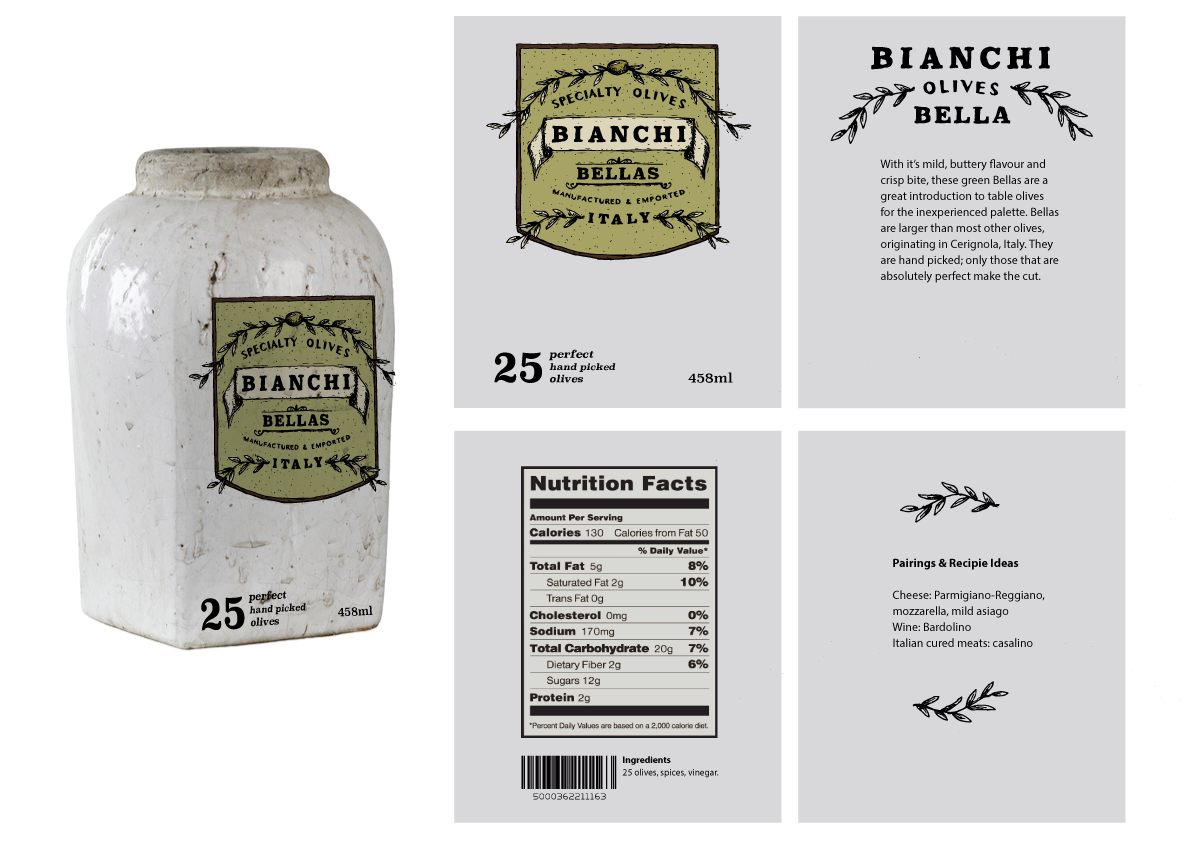 SPECIALTY OLIVES
BIANCHI
BELLAS
MANUFACTURED & EXPORTED
ITALY
25 perfect
hand picked
olives
458ml
SPECIALTY OLIVES
BIANCHI
BELLAS
MANUFACTURED & EXPORTED
ITALY
25 perfect
hand picked
olives
458ml
BIANCHI
OLIVES
BELLA
With it's mild, buttery flavour and
crisp bite, these green Bellas are a
great introduction to table olives
for the inexperienced palette. Bellas
are larger than most other olives,
originating in Cerignola, Italy. They
are hand picked; only those that are
absolutely perfect make the cut.
Nutrition Facts
Amount Per Serving
Calories 130 Calories from Fat 50
% Daily Value*
Total Fat 5g 8%
Saturated Fat 2g 10%
Trans Fat 0g
Cholesterol 0mg 0%
Sodium 170mg 7%
Total Carbohydrate 20g 7%
Dietary Fiber 2g 6%
Sugars 12g
Protein 2g
*Percent Daily Values are based on a 2,000 calorie diet.
Ingredients
25 olives, spices, vinegar.
5000362211163
Pairings & Recipie Ideas
Cheese: Parmigiano-Reggiano,
mozzarella, mild asiago
Wine: Bardolino
Italian cured meats: casalino